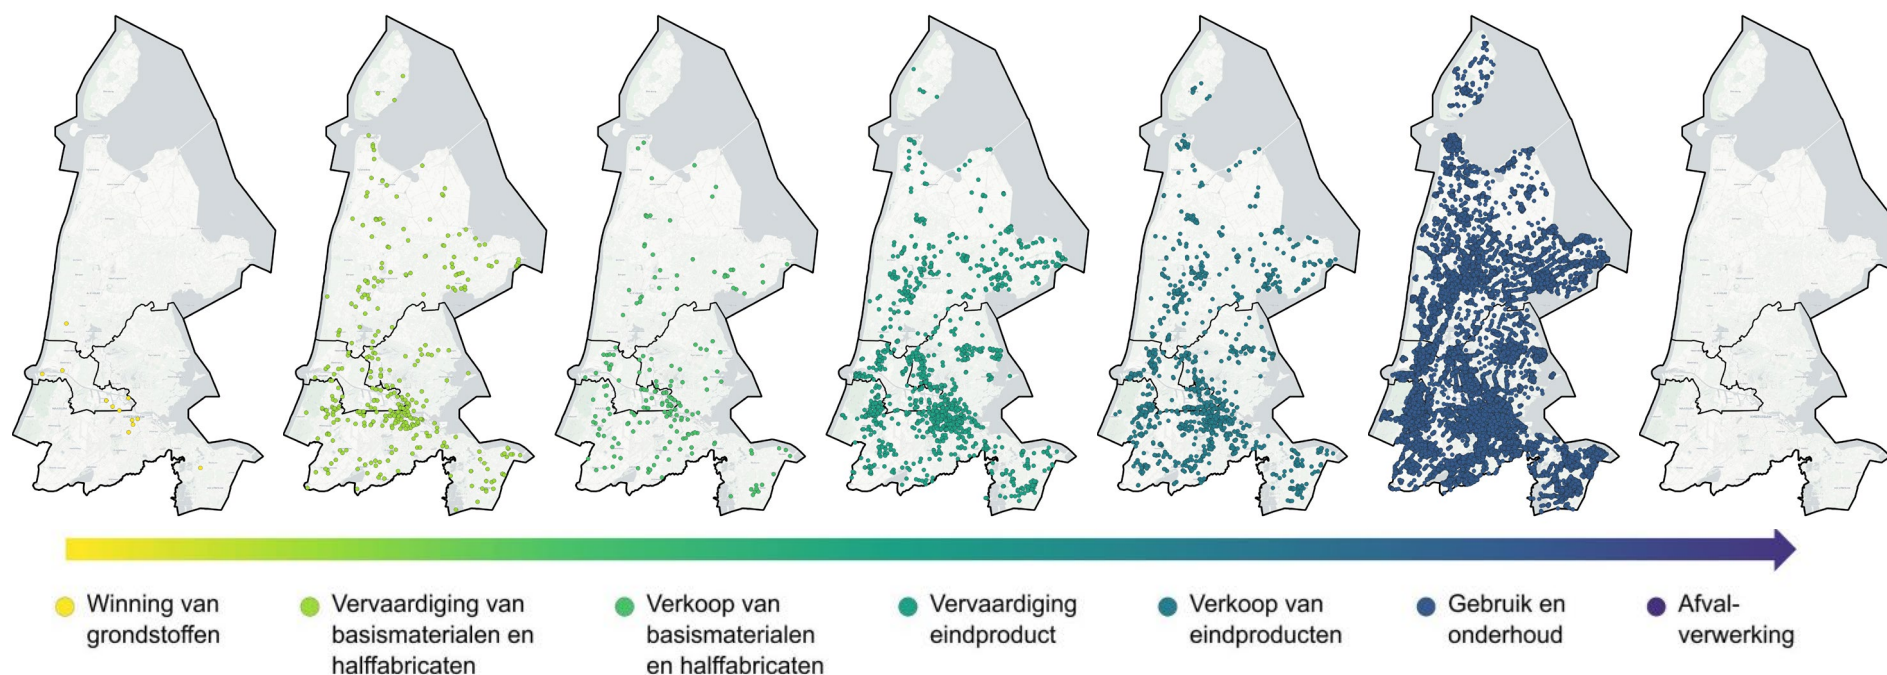 Winning van
grondstoffen
Vervaardiging van
basismaterialen en
halffabricaten
Verkoop van
basismaterialen
en halffabricaten
Vervaardiging
eindproduct
Verkoop van
eindproducten
Gebruik en
onderhoud
Afval-
verwerking